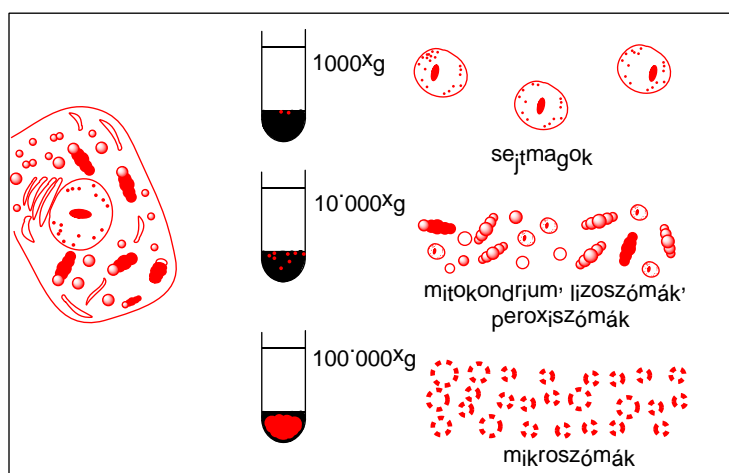 1000xg
sejtmagok
10.000xg
mitokondrium, lizoszómák,
peroxiszómák
100.000xg
mikroszómák